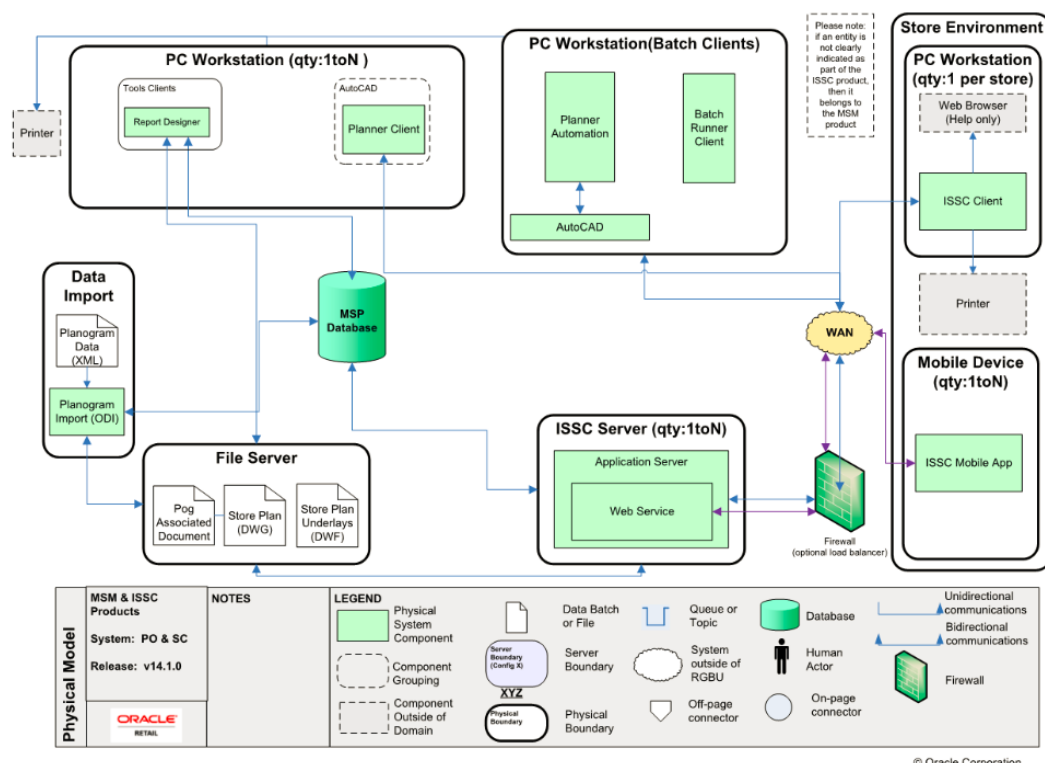 PC Workstation (qty:1toN )
Tools Clients
Report Designer
AutoCAD
Planner Client
Printer
PC Workstation(Batch Clients)
Planner
Automation
Batch
Runner
Client
AutoCAD
Please note:
if an entity is
not clearly
indicated as
part of the
ISSC product,
then it
belongs to
the MSM
product
Store Environment
PC Workstation
(qty:1 per store)
Web Browser
(Help only)
ISSC Client
Printer
Mobile Device
(qty:1toN)
ISSC Mobile App
Data
Import
Planogram
Data
(XML)
Planogram
Import (ODI)
MSP
Database
WAN
File Server
Pog
Associated
Document
Store Plan
(DWG)
Store Plan
Underlays
(DWF)
ISSC Server (qty:1toN)
Application Server
Web Service
Firewall
(optional load balancer)
Physical Model
MSM & ISSC
Products
System: PO & SC
Release: v14.1.0
ORACLE
RETAIL
NOTES
LEGEND
Physical
System
Component
Component
Grouping
Component
Outside of
Domain
Data Batch
or File
Server
Boundary
(Config X)
XYZ
Server
Boundary
Physical
Boundary
Physical
Boundary
Queue or
Topic
System
outside of
RGBU
Off-page
connector
Database
Human
Actor
On-page
connector
Unidirectional
communications
Bidirectional
communications
Firewall
© Oracle Corporation